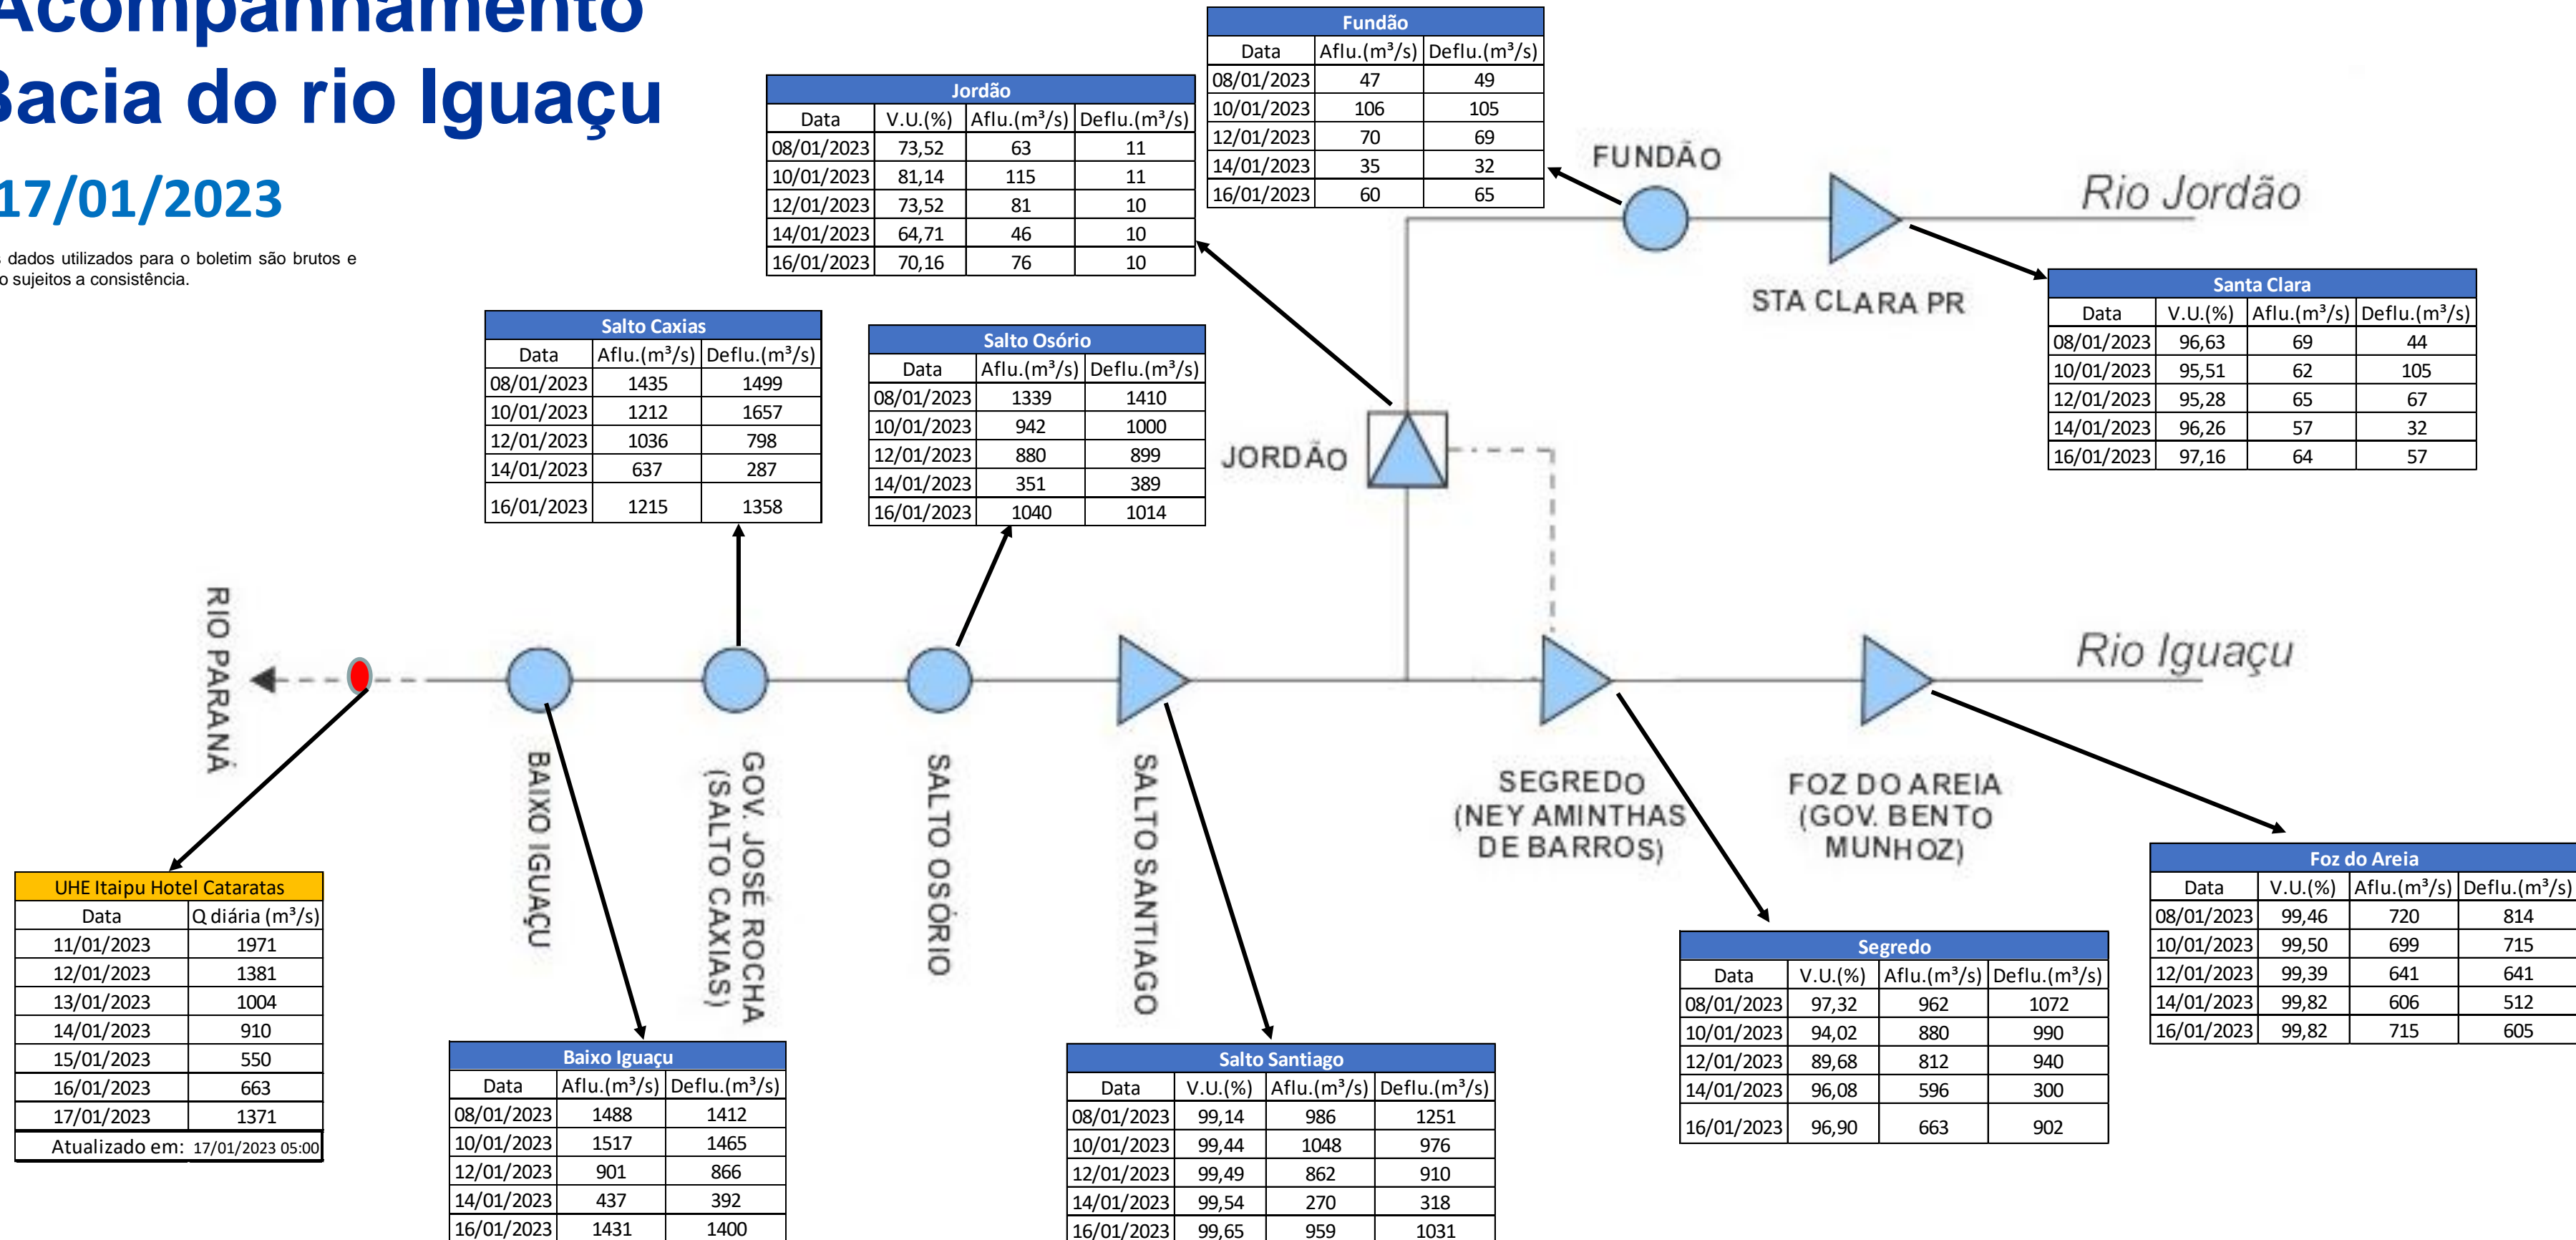 Acompanhamento
Bacia do rio Iguaçu
17/01/2023
dados utilizados para o boletim são brutos e
sujeitos a consistência.
Fundão
Data Aflu.(m³/s) Deflu.(m³/s)
08/01/2023 47 49
10/01/2023 106 105
12/01/2023 70 69
14/01/2023 35 32
16/01/2023 60 65
Jordão
Data V.U.(%) Aflu.(m³/s) Deflu.(m³/s)
08/01/2023 73,52 63 11
10/01/2023 81,14 115 11
12/01/2023 73,52 81 10
14/01/2023 64,71 46 10
16/01/2023 70,16 76 10
FUNDÃO
Rio Jordão
STA CLARA PR
Santa Clara
Data V.U.(%) Aflu.(m³/s) Deflu.(m³/s)
08/01/2023 96,63 69 44
10/01/2023 95,51 62 105
12/01/2023 95,28 65 67
14/01/2023 96,26 57 32
16/01/2023 97,16 64 57
Salto Caxias
Data Aflu.(m³/s) Deflu.(m³/s)
08/01/2023 1435 1499
10/01/2023 1212 1657
12/01/2023 1036 798
14/01/2023 637 287
16/01/2023 1215 1358
Salto Osório
Data Aflu.(m³/s) Deflu.(m³/s)
08/01/2023 1339 1410
10/01/2023 942 1000
12/01/2023 880 899
14/01/2023 351 389
16/01/2023 1040 1014
JORDÃO
RIO PARANÁ
Rio Iguaçu
BAIXO IGUAÇU
GOV. JOSÉ ROCHA
(SALTO CAXIAS)
SALTO OSÓRIO
SALTO SANTIAGO
SEGREDO
(NEY AMINTHAS
DE BARROS)
FOZ DO AREIA
(GOV. BENTO
MUNHOZ)
UHE Itaipu Hotel Cataratas
Data Q diária (m³/s)
11/01/2023 1971
12/01/2023 1381
13/01/2023 1004
14/01/2023 910
15/01/2023 550
16/01/2023 663
17/01/2023 1371
Atualizado em: 17/01/2023 05:00
Baixo Iguaçu
Data Aflu.(m³/s) Deflu.(m³/s)
08/01/2023 1488 1412
10/01/2023 1517 1465
12/01/2023 901 866
14/01/2023 437 392
16/01/2023 1431 1400
Salto Santiago
Data V.U.(%) Aflu.(m³/s) Deflu.(m³/s)
08/01/2023 99,14 986 1251
10/01/2023 99,44 1048 976
12/01/2023 99,49 862 910
14/01/2023 99,54 270 318
16/01/2023 99,65 959 1031
Segredo
Data V.U.(%) Aflu.(m³/s) Deflu.(m³/s)
08/01/2023 97,32 962 1072
10/01/2023 94,02 880 990
12/01/2023 89,68 812 940
14/01/2023 96,08 596 300
16/01/2023 96,90 663 902
Foz do Areia
Data V.U.(%) Aflu.(m³/s) Deflu.(m³/s)
08/01/2023 99,46 720 814
10/01/2023 99,50 699 715
12/01/2023 99,39 641 641
14/01/2023 99,82 606 512
16/01/2023 99,82 715 605